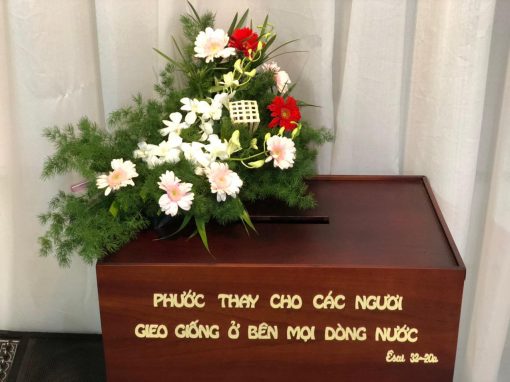 PHƯỚC THAY CHO CÁC NGƯƠI
GIEO GIỐNG Ở BÊN MỌI DÒNG NƯỚC
Êsai 32-20a